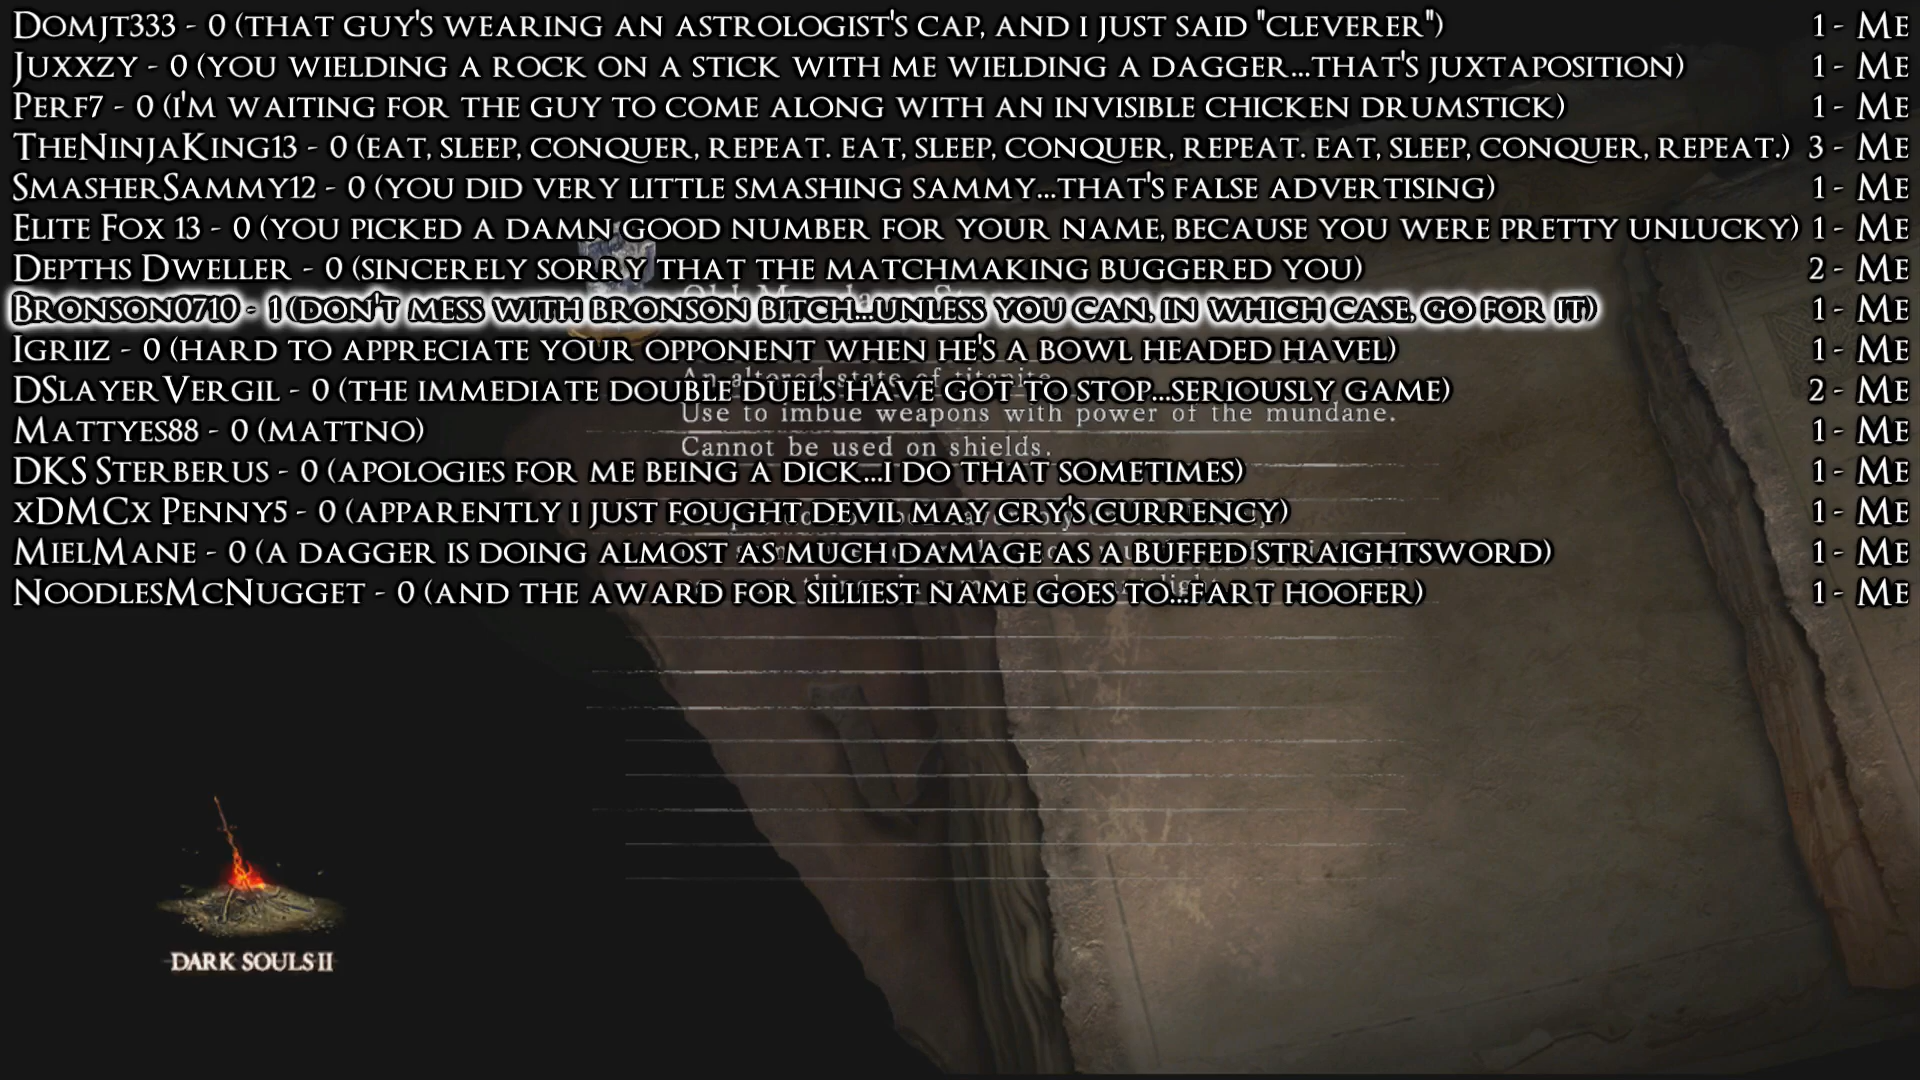 Domjt333 - 0 (that guy's wearing an astrologist's cap, and I just said "cleverer") 1 - Me
Juxxzy - 0 (you wielding a rock on a stick with me wielding a dagger...that's juxtaposition) 1 - Me
Perf7 - 0 (I'm waiting for the guy to come along with an invisible chicken drumstick) 1 - Me
TheNinjaKing13 - 0 (eat, sleep, conquer, repeat. eat, sleep, conquer, repeat. eat, sleep, conquer, repeat.) 3 - Me
SmasherSammy12 - 0 (you did very little smashing Sammy...that's false advertising) 1 - Me
Elite Fox 13 - 0 (you picked a damn good number for your name, because you were pretty unlucky) 1 - Me
Depths Dweller - 0 (sincerely sorry that the matchmaking buggered you) 2 - Me
Bronson0710 - 1 (don't mess with Bronson bitch...unless you can, in which case, go for it) 1 - Me
Igriiz - 0 (hard to appreciate your opponent when he's a bowl headed Havel) 1 - Me
An altered state of titanite.
DSlayerVergil - 0 (the immediate double duels have got to stop...seriously game) 2 - Me
Use to imbue weapons with power of the mundane.
Mattyes88 - 0 (mattno) 1 - Me
Cannot be used on shields.
DKS Sterberus - 0 (apologies for me being a dick...I do that sometimes) 1 - Me
xDMCx Penny5 - 0 (apparently I just fought Devil May Cry's currency) 1 - Me
MielMane - 0 (a dagger is doing almost as much damage as a buffed straightsword) 1 - Me
NoodlesMcNugget - 0 (and the award for silliest name goes to...Fart Hoofer) 1 - Me
DARK SOULS II